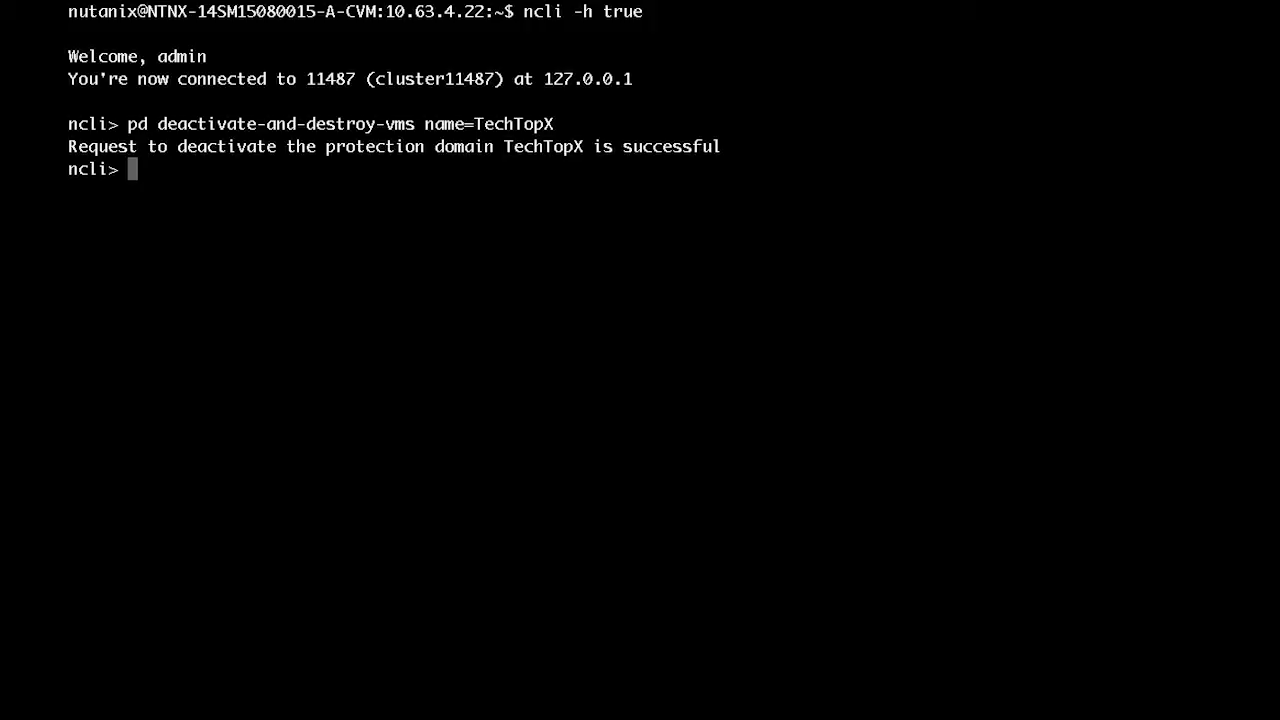 nutanix@NTNX-14SM15080015-A-CVM:10.63.4.22:~$ ncli -h true
Welcome, admin
You're now connected to 11487 (cluster11487) at 127.0.0.1
ncli> pd deactivate-and-destroy-vms name=TechTopX
Request to deactivate the protection domain TechTopX is successful
ncli>